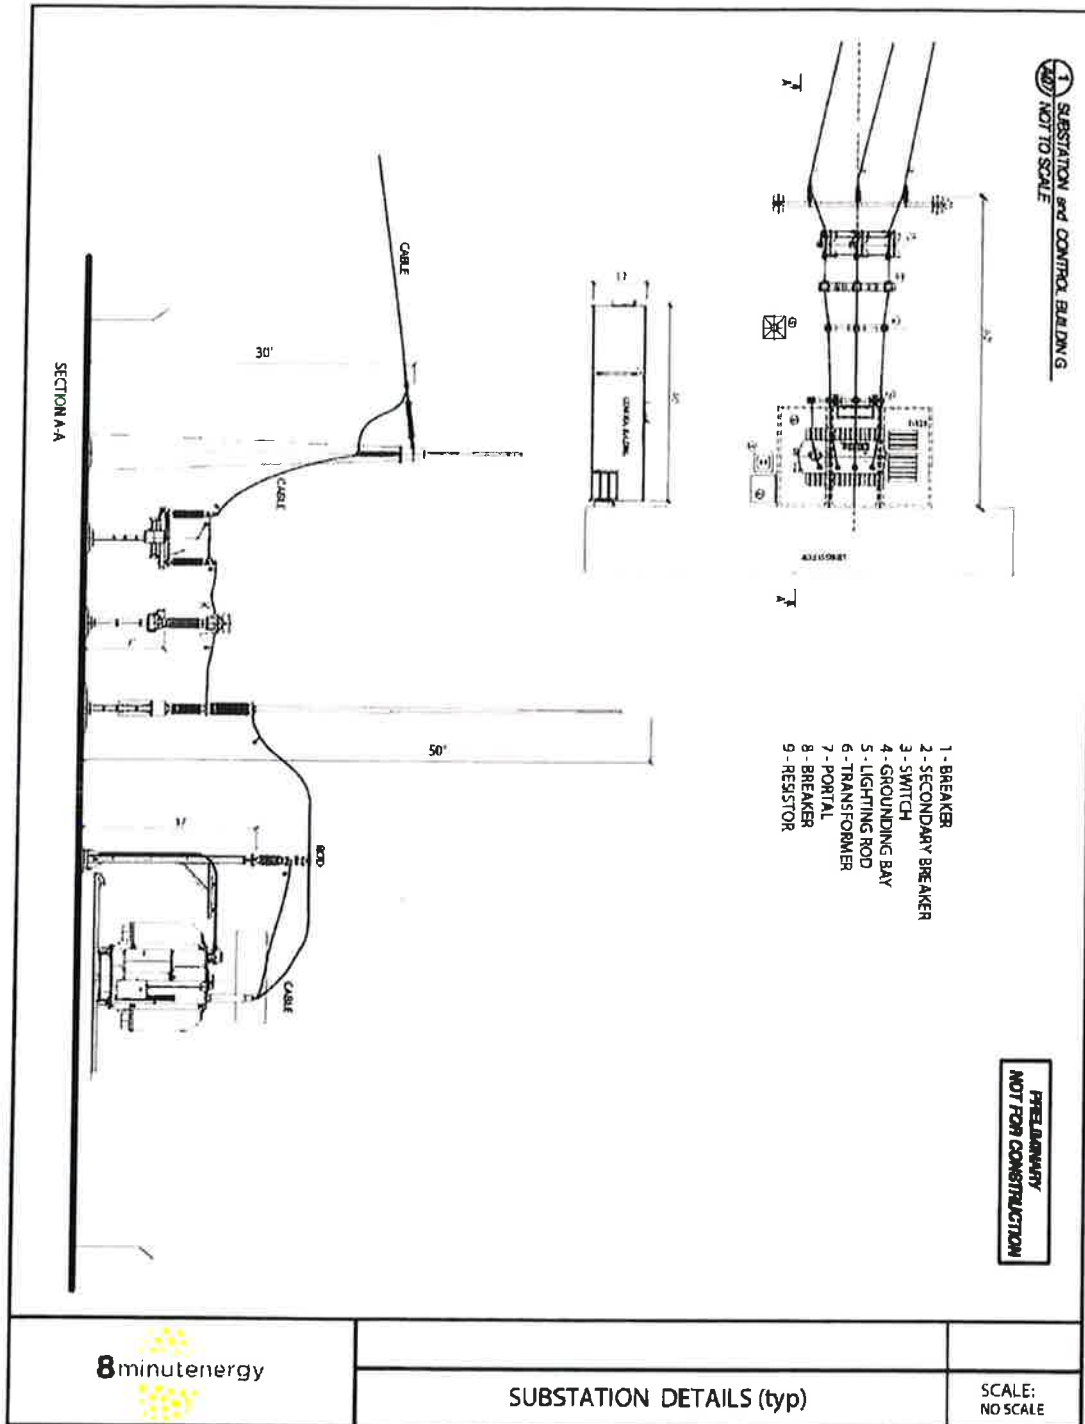 1
A07
SUBSTATION and CONTROL BUILDING
NOT TO SCALE
A
A
1 - BREAKER
2 - SECONDARY BREAKER
3 - SWITCH
4 - GROUNDING BAY
5 - LIGHTING ROD
6 - TRANSFORMER
7 - PORTAL
8 - BREAKER
9 - RESISTOR
PRELIMINARY
NOT FOR CONSTRUCTION
CABLE
30'
CABLE
50'
ROD
CABLE
SECTION A-A
8minutenergy
SUBSTATION DETAILS (typ)
SCALE:
NO SCALE